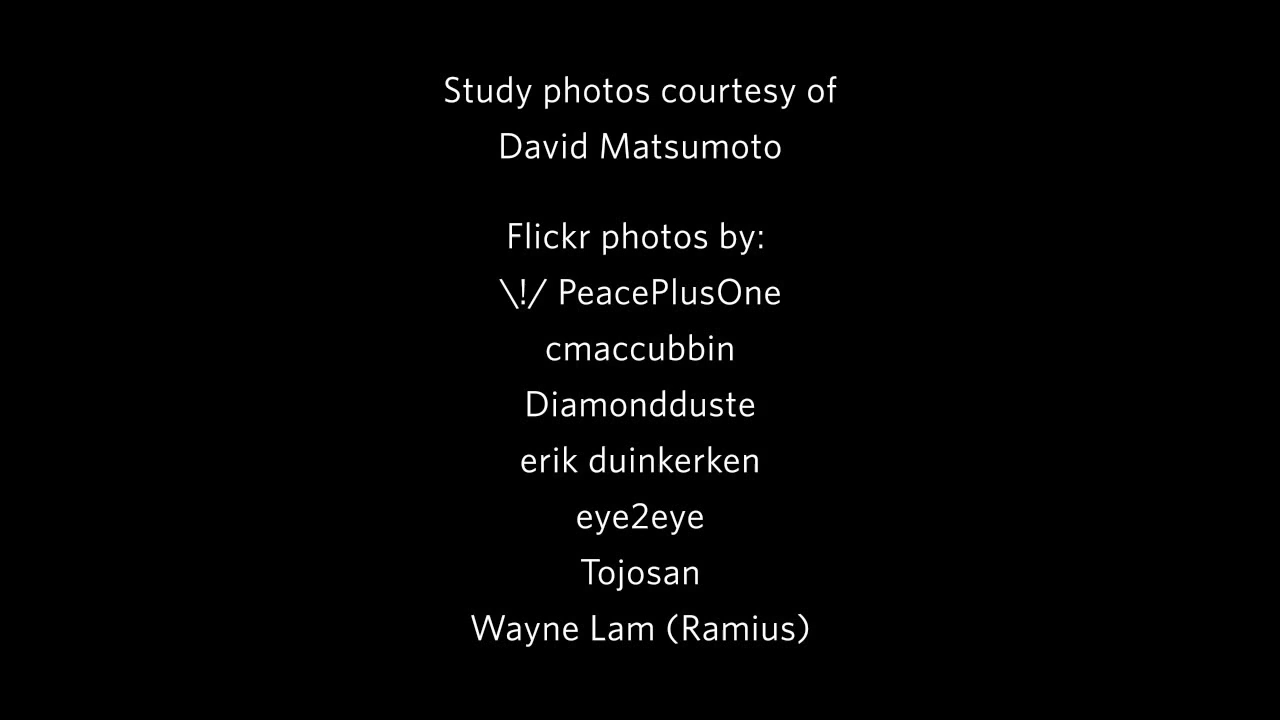 Study photos courtesy of
David Matsumoto
Flickr photos by:
\!/ PeacePlusOne
cmaccubbin
Diamondduste
erik duinkerken
eye2eye
Tojosan
Wayne Lam (Ramius)